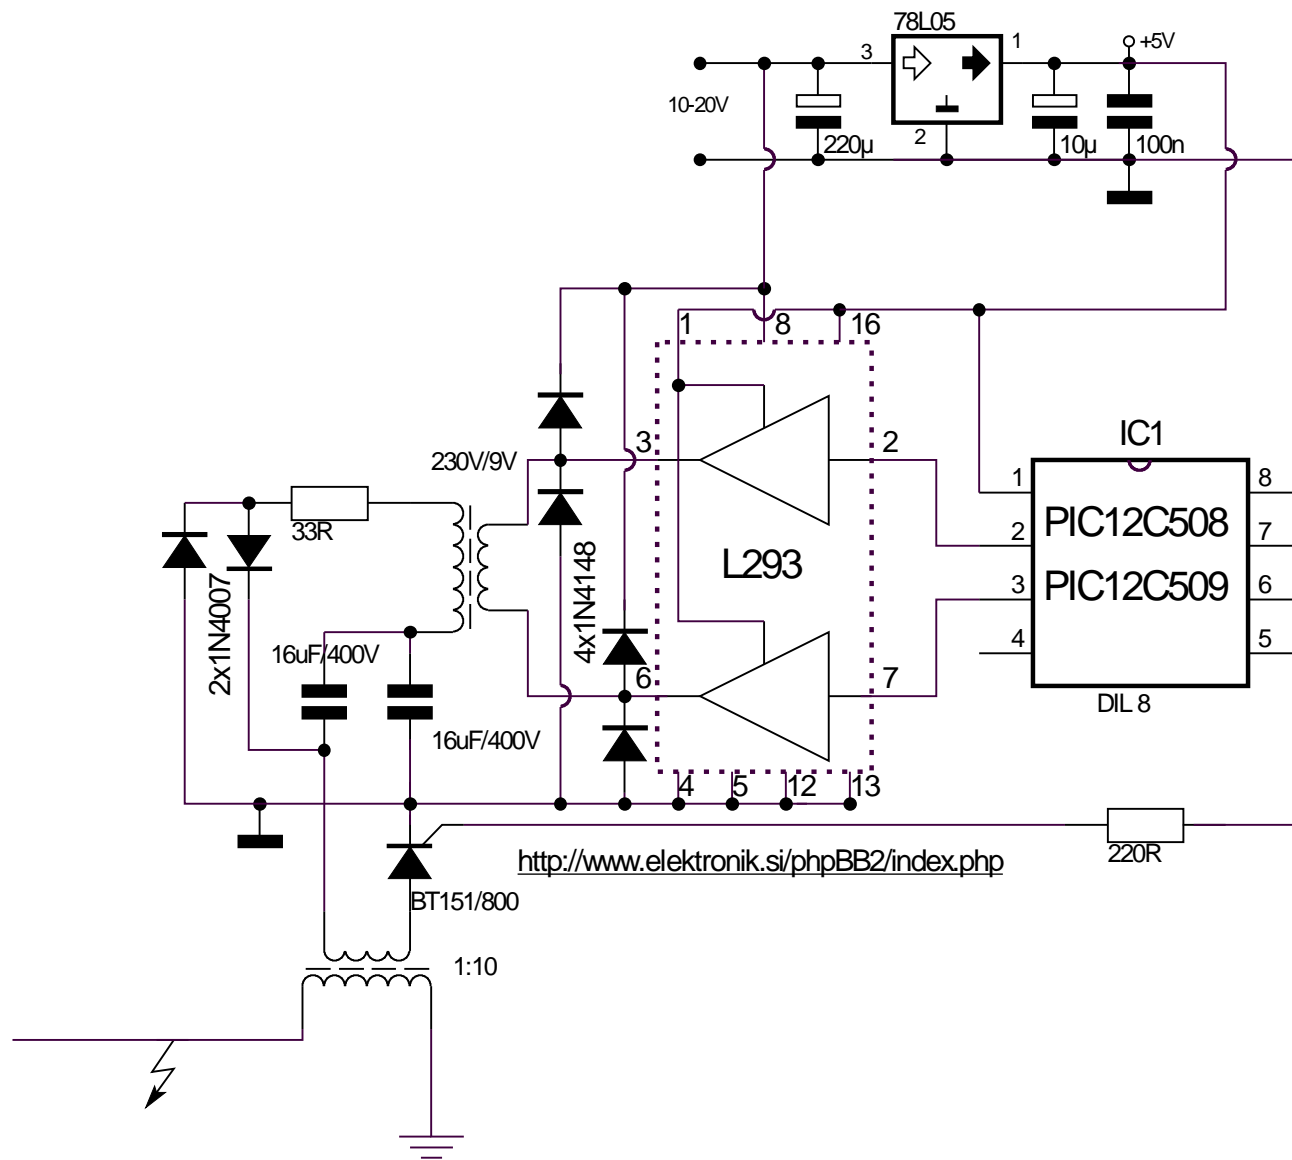 78L05
3
1
+5V
10-20V
2
220µ
10µ
100n
1
8
16
IC1
3
2
230V/9V
1
8
PIC12C508
2
7
33R
L293
4x1N4148
2x1N4007
3
6
PIC12C509
16uF/400V
6
7
4
5
DIL 8
16uF/400V
4
5
12
13
220R
http://www.elektronik.si/phpBB2/index.php
BT151/800
1:10